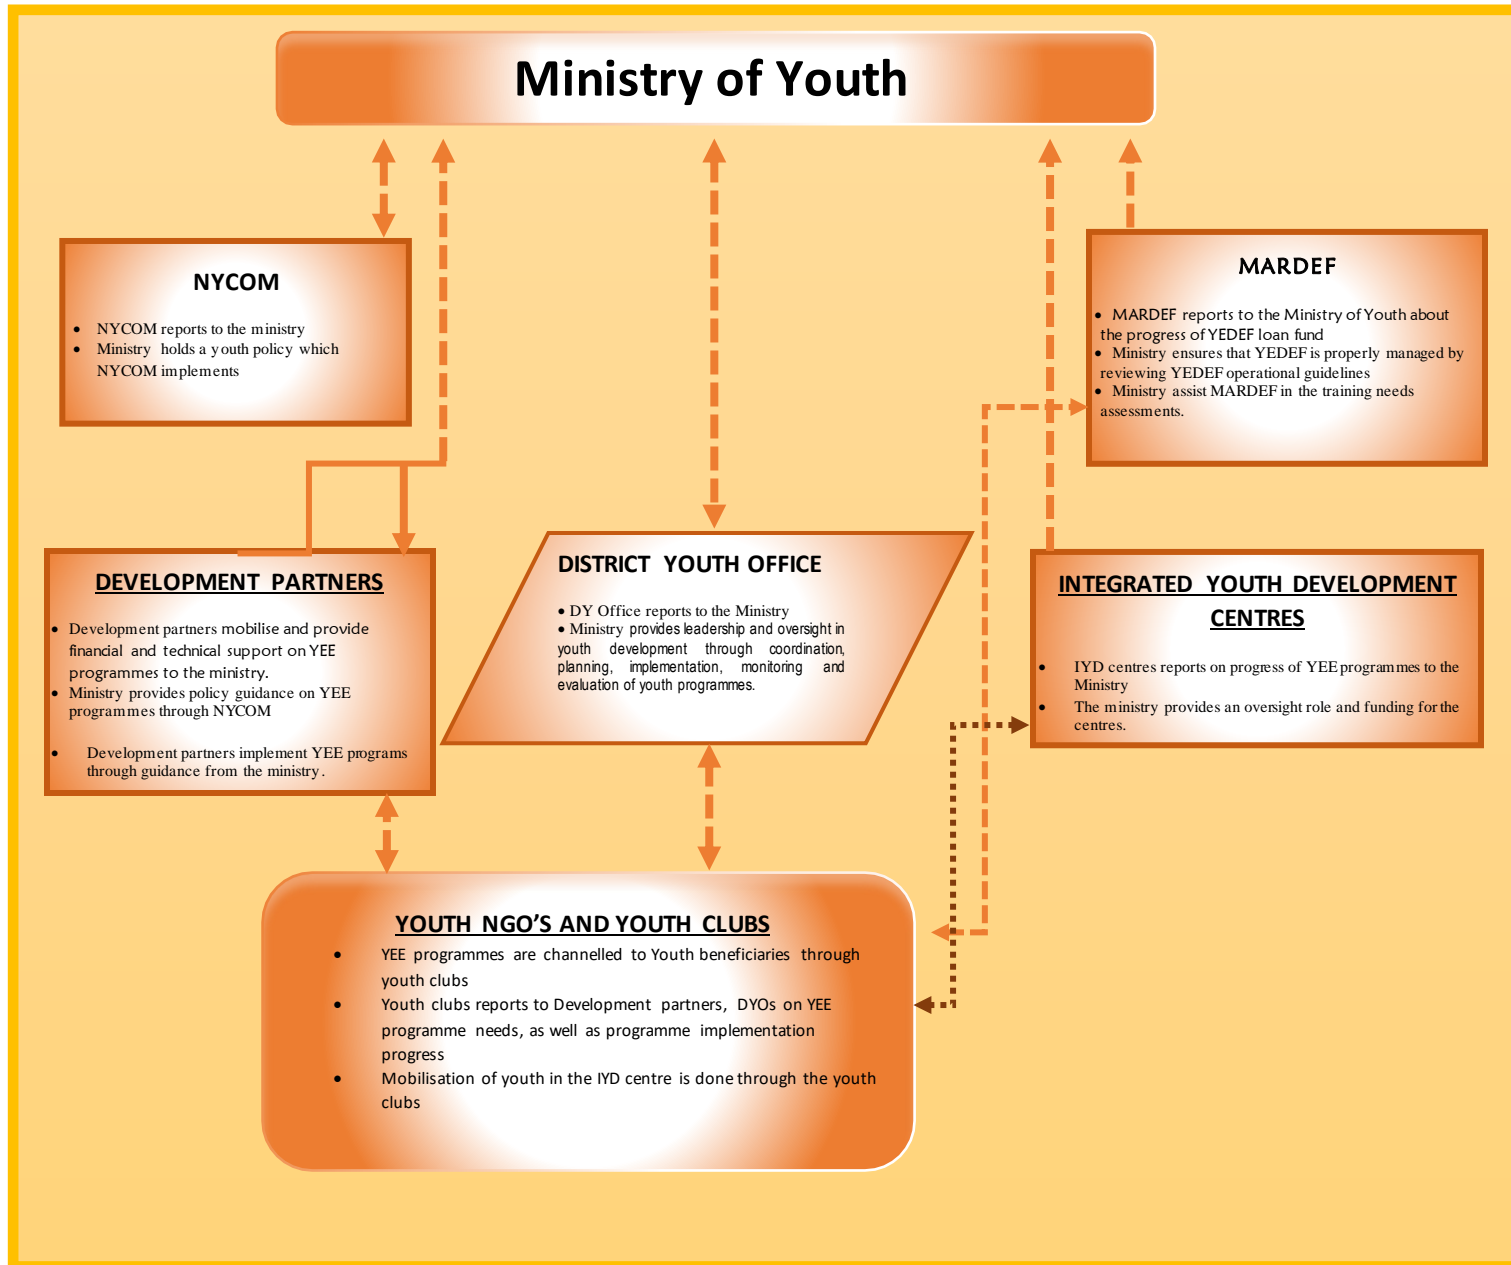 Ministry of Youth
NYCOM
• NYCOM reports to the ministry
• Ministry holds a youth policy which
NYCOM implements
MARDEF
• MARDEF reports to the Ministry of Youth about
the progress of YEDEF loan fund
• Ministry ensures that YEDEF is properly managed by
reviewing YEDEF operational guidelines
• Ministry assist MARDEF in the training needs
assessments.
DEVELOPMENT PARTNERS
• Development partners mobilise and provide
financial and technical support on YEE
programmes to the ministry.
• Ministry provides policy guidance on YEE
programmes through NYCOM
• Development partners implement YEE programs
through guidance from the ministry.
DISTRICT YOUTH OFFICE
• DY Office reports to the Ministry
• Ministry provides leadership and oversight in
youth development through coordination,
planning, implementation, monitoring and
evaluation of youth programmes.
INTEGRATED YOUTH DEVELOPMENT
CENTRES
• IYD centres reports on progress of YEE programmes to the
Ministry
• The ministry provides an oversight role and funding for the
centres.
YOUTH NGO’S AND YOUTH CLUBS
• YEE programmes are channelled to Youth beneficiaries through
youth clubs
• Youth clubs reports to Development partners, DYOs on YEE
programme needs, as well as programme implementation
progress
• Mobilisation of youth in the IYD centre is done through the youth
clubs